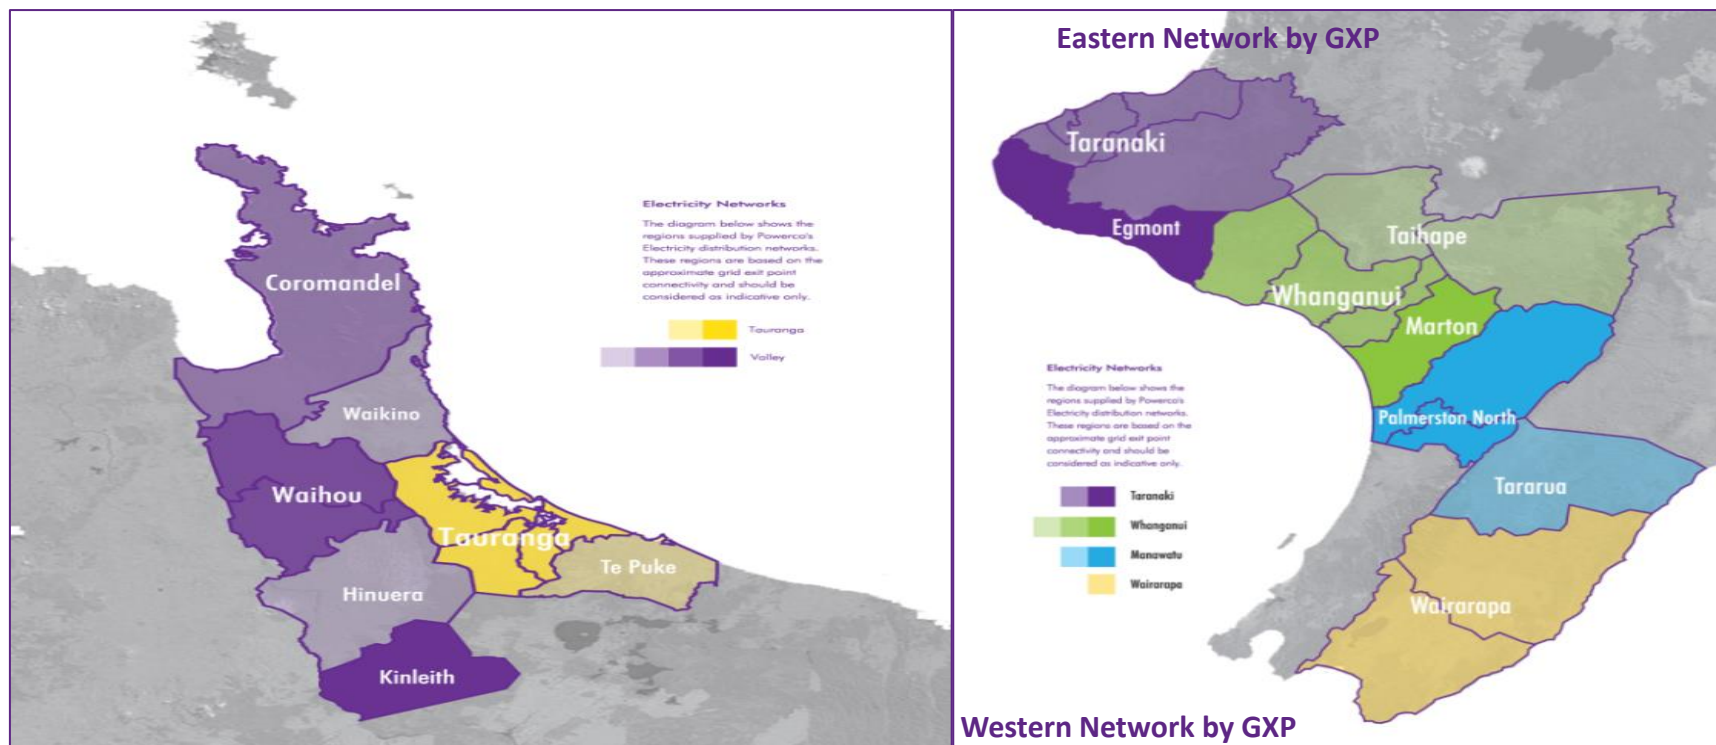 Coromandel
Waikino
Waihou
Tauranga
Te Puke
Hinuera
Kinleith
Electricity Networks
The diagram below shows the
regions supplied by Powerco's
Electricity distribution networks.
These regions are based on the
approximate grid exit point
connectivity and should be
considered as indicative only.
Tauranga
Valley
Eastern Network by GXP
Taranaki
Egmont
Taihape
Whanganui
Marton
Palmerston North
Tararua
Wairarapa
Electricity Networks
The diagram below shows the
regions supplied by Powerco's
Electricity distribution networks.
These regions are based on the
approximate grid exit point
connectivity and should be
considered as indicative only.
Taranaki
Whanganui
Manawatu
Wairarapa
Western Network by GXP